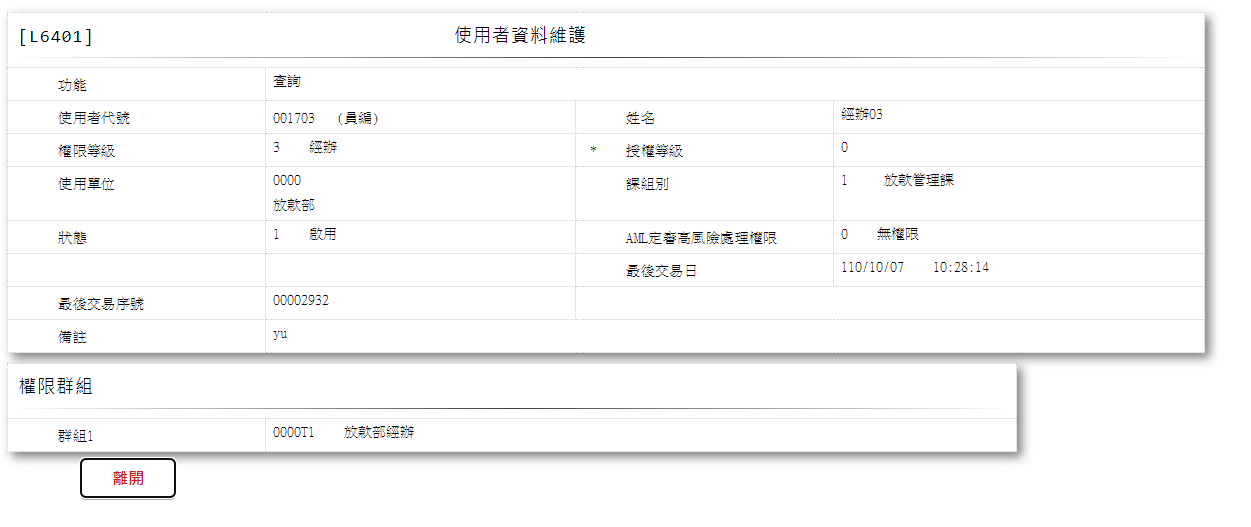 [L6401] 使用者資料維護
功能 查詢
使用者代號 001703 (員編) 姓名 經辦03
權限等級 3 經辦 * 授權等級 0
使用單位 0000 課組別 1 放款管理課
放款部
狀態 1 啟用 AML定審高風險處理權限 0 無權限
最後交易日 110/10/07 10:28:14
最後交易序號 00002932
備註 yu
權限群組
群組1 0000T1 放款部經辦
離開